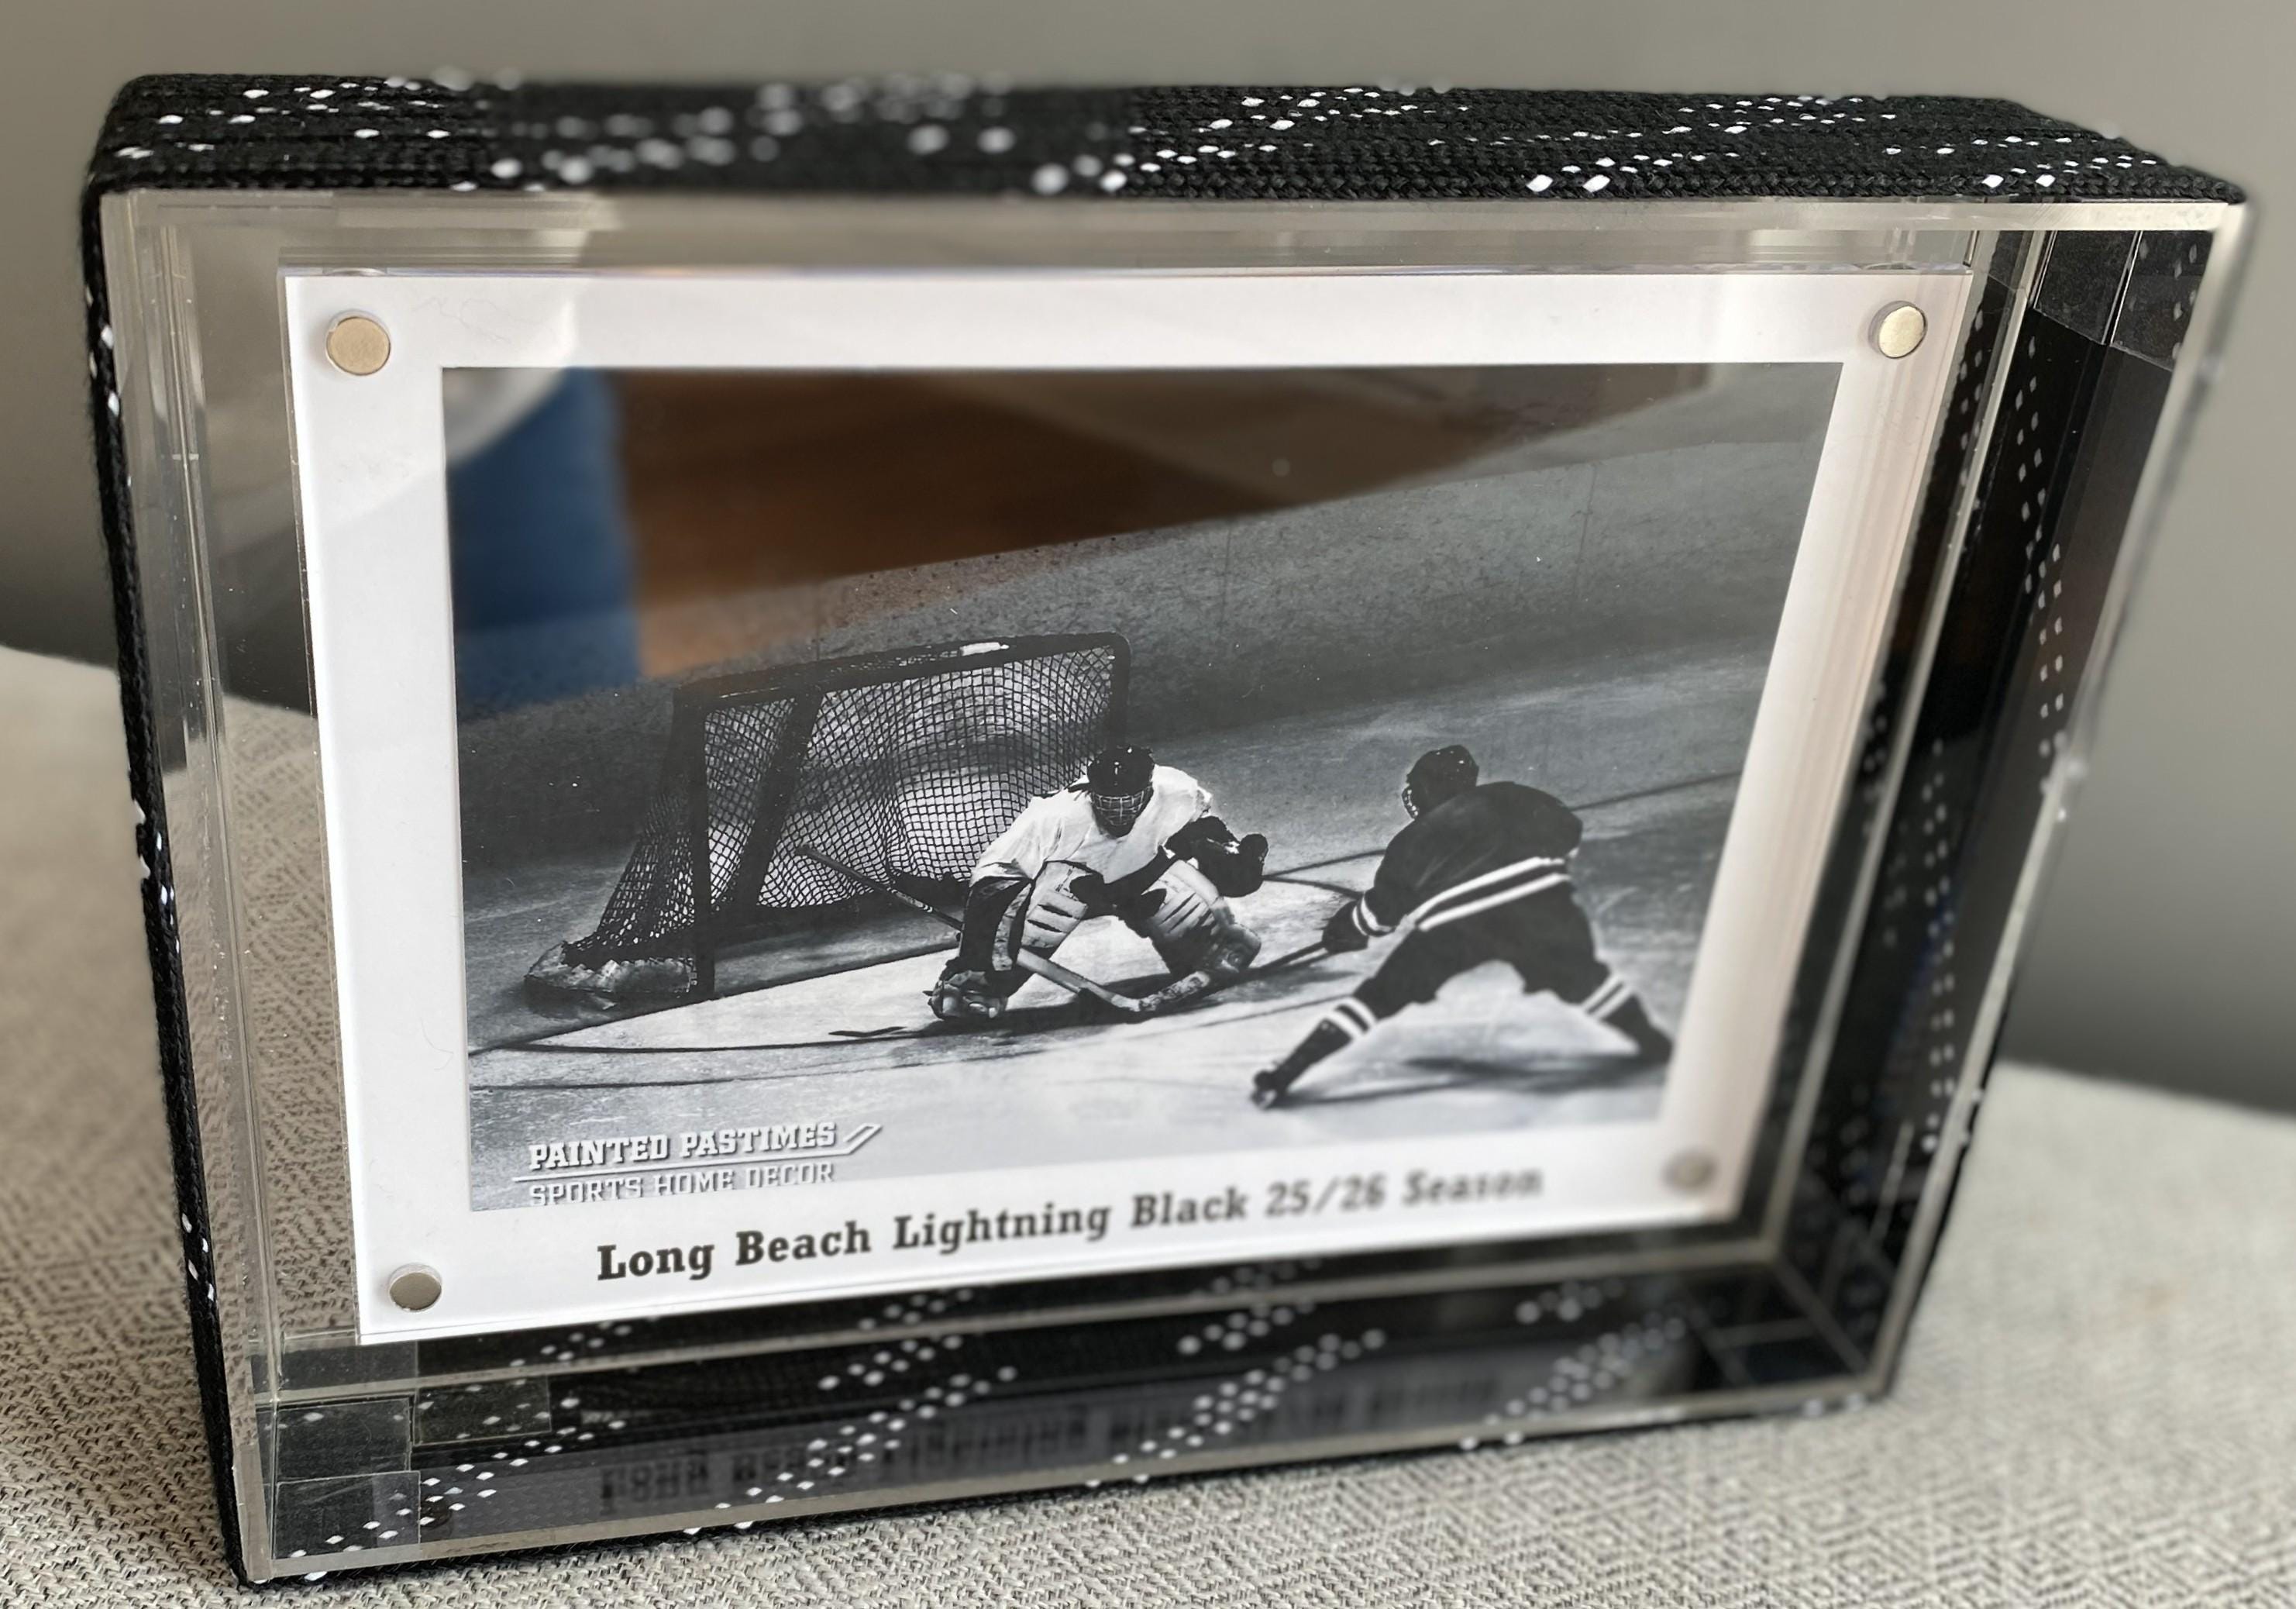 PAINTED PASTIMES
SPORTS HOME DECOR
Long Beach Lightning Black 25/26 Season